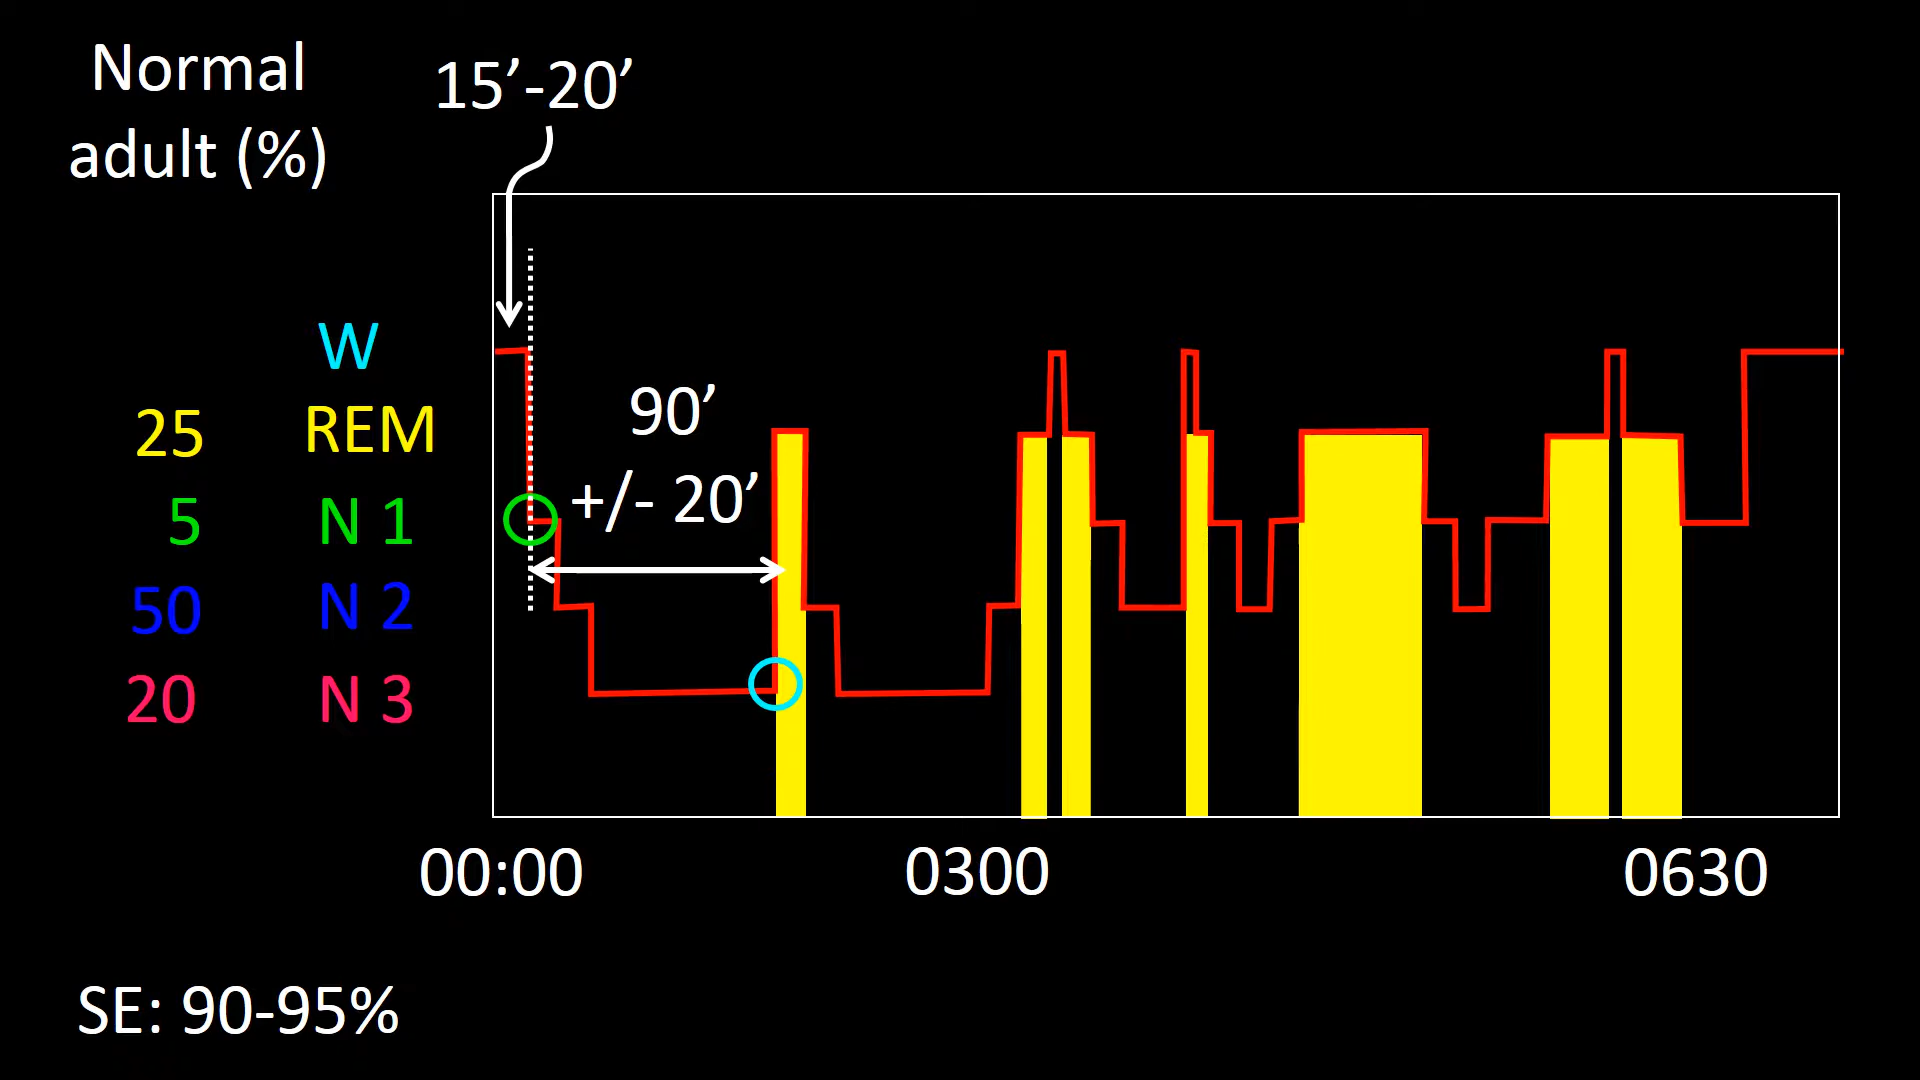 Normal
adult (%)
15’-20’
W
25 REM
5 N 1
50 N 2
20 N 3
90’
+/- 20’
00:00 0300 0630
SE: 90-95%